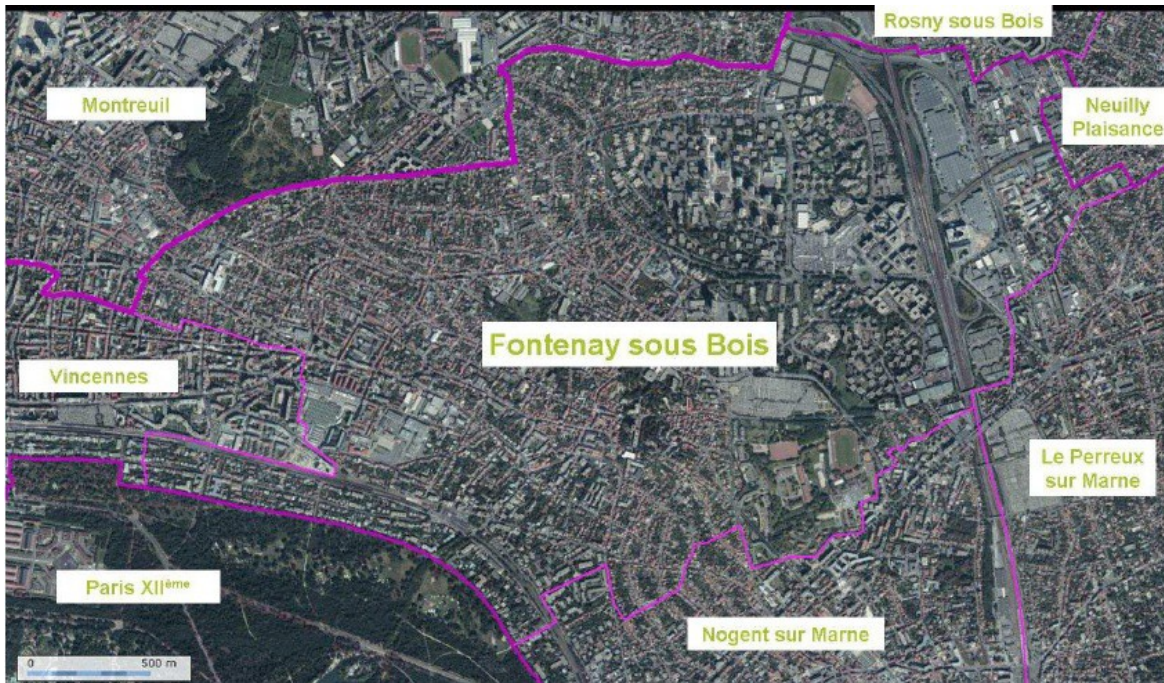 Rosny sous Bois
Montreuil
Neuilly
Plaisance
Fontenay sous Bois
Vincennes
Le Perreux
sur Marne
Paris XIIème
Nogent sur Marne
0 500 m